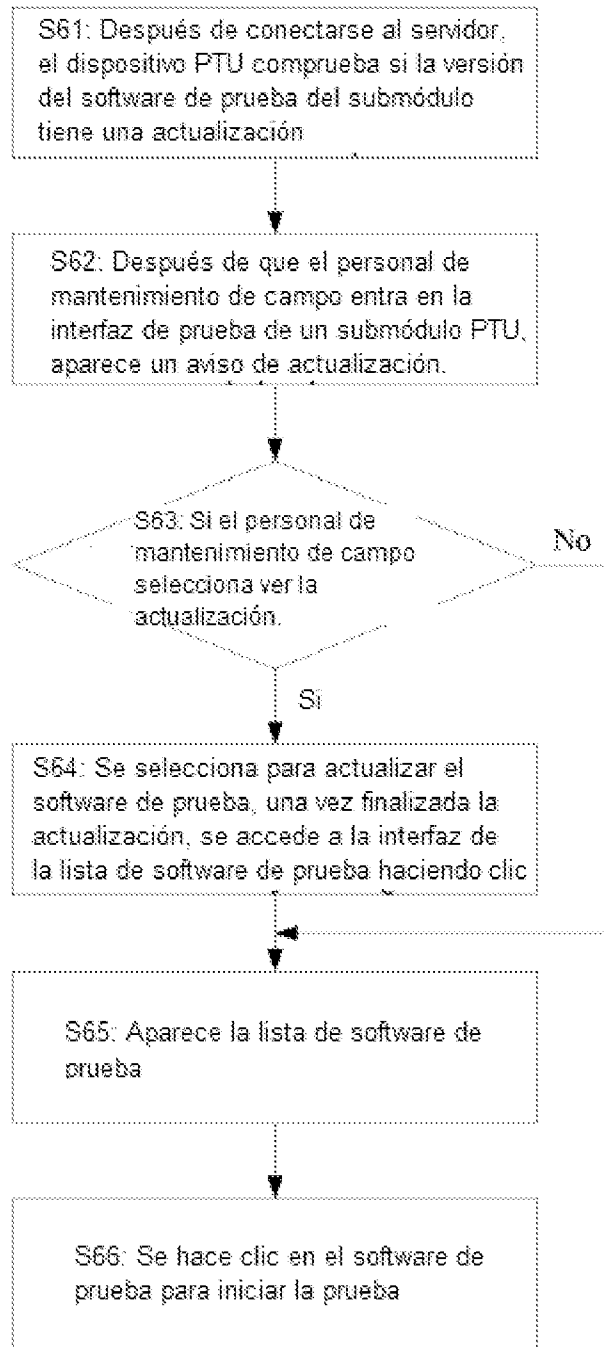 S61: Después de conectarse al servidor,
el dispositivo PTU comprueba si la versión
del software de prueba del submódulo
tiene una actualización
S62: Después de que el personal de
mantenimiento de campo entra en la
interfaz de prueba de un submódulo PTU,
aparece un aviso de actualización.
S63: Si el personal de
mantenimiento de campo
selecciona ver la
actualización.
No
Si
S64: Se selecciona para actualizar el
software de prueba, una vez finalizada la
actualización, se accede a la interfaz de
la lista de software de prueba haciendo clic
S65: Aparece la lista de software de
prueba
S66: Se hace clic en el software de
prueba para iniciar la prueba